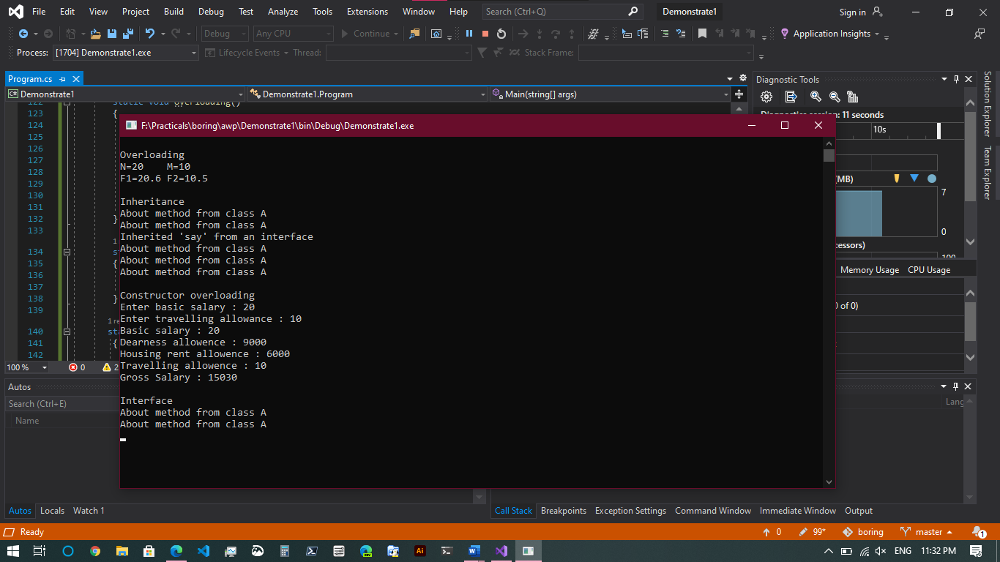 File Edit View Project Build Debug Test Analyze Tools Extensions Window Help Search (Ctrl+Q) Demonstrate1 Sign in
Debug Any CPU Continue Application Insights
Process: [1704] Demonstrate1.exe Lifecycle Events Thread: Stack Frame:
Program.cs
Demonstrate1 Demonstrate1.Program Main(string[] args)
122 static void overloading()
123 {
124
125
126
127
128
129
130
131
132 }
133
134
135 {
136
137
138 }
139
140
141 {
142
100 % 0 2
F:\Practicals\boring\awp\Demonstrate1\bin\Debug\Demonstrate1.exe
Overloading
N=20 M=10
F1=20.6 F2=10.5
Inheritance
About method from class A
About method from class A
Inherited 'say' from an interface
About method from class A
About method from class A
About method from class A
Constructor overloading
Enter basic salary : 20
Enter travelling allowance : 10
Basic salary : 20
Dearness allowence : 9000
Housing rent allowence : 6000
Travelling allowence : 10
Gross Salary : 15030
Interface
About method from class A
About method from class A
Diagnostic Tools
Diagnostics session: 11 seconds
10s
(MB)
7
0
100
Memory Usage CPU Usage
0 of 0)
Solution Explorer
Team Explorer
Autos
Search (Ctrl+E)
Name
Lang
Autos Locals Watch 1
Call Stack Breakpoints Exception Settings Command Window Immediate Window Output
Ready 0 99* boring master 1
Ai W DEV ENG 11:32 PM